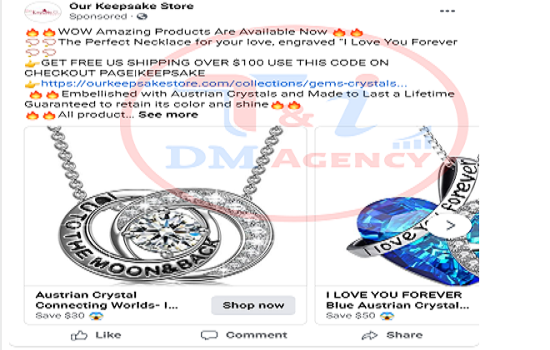 Our Keepsake Store
Sponsored ·
WOW Amazing Products Are Available Now
The Perfect Necklace for your love, engraved "I Love You Forever
GET FREE US SHIPPING OVER $100 USE THIS CODE ON
CHECKOUT PAGE|KEEPSAKE
https://ourkeepsakestore.com/collections/gems-crystals...
Embellished with Austrian Crystals and Made to Last a Lifetime
Guaranteed to retain its color and shine
All product... See more
T&i
DM AGENCY
U TO THE MOON&BACK
I love you forever
Austrian Crystal
Connecting Worlds- I...
Save $30
Shop now
I LOVE YOU FOREVER
Blue Austrian Crystal...
Save $50
Like
Comment
Share